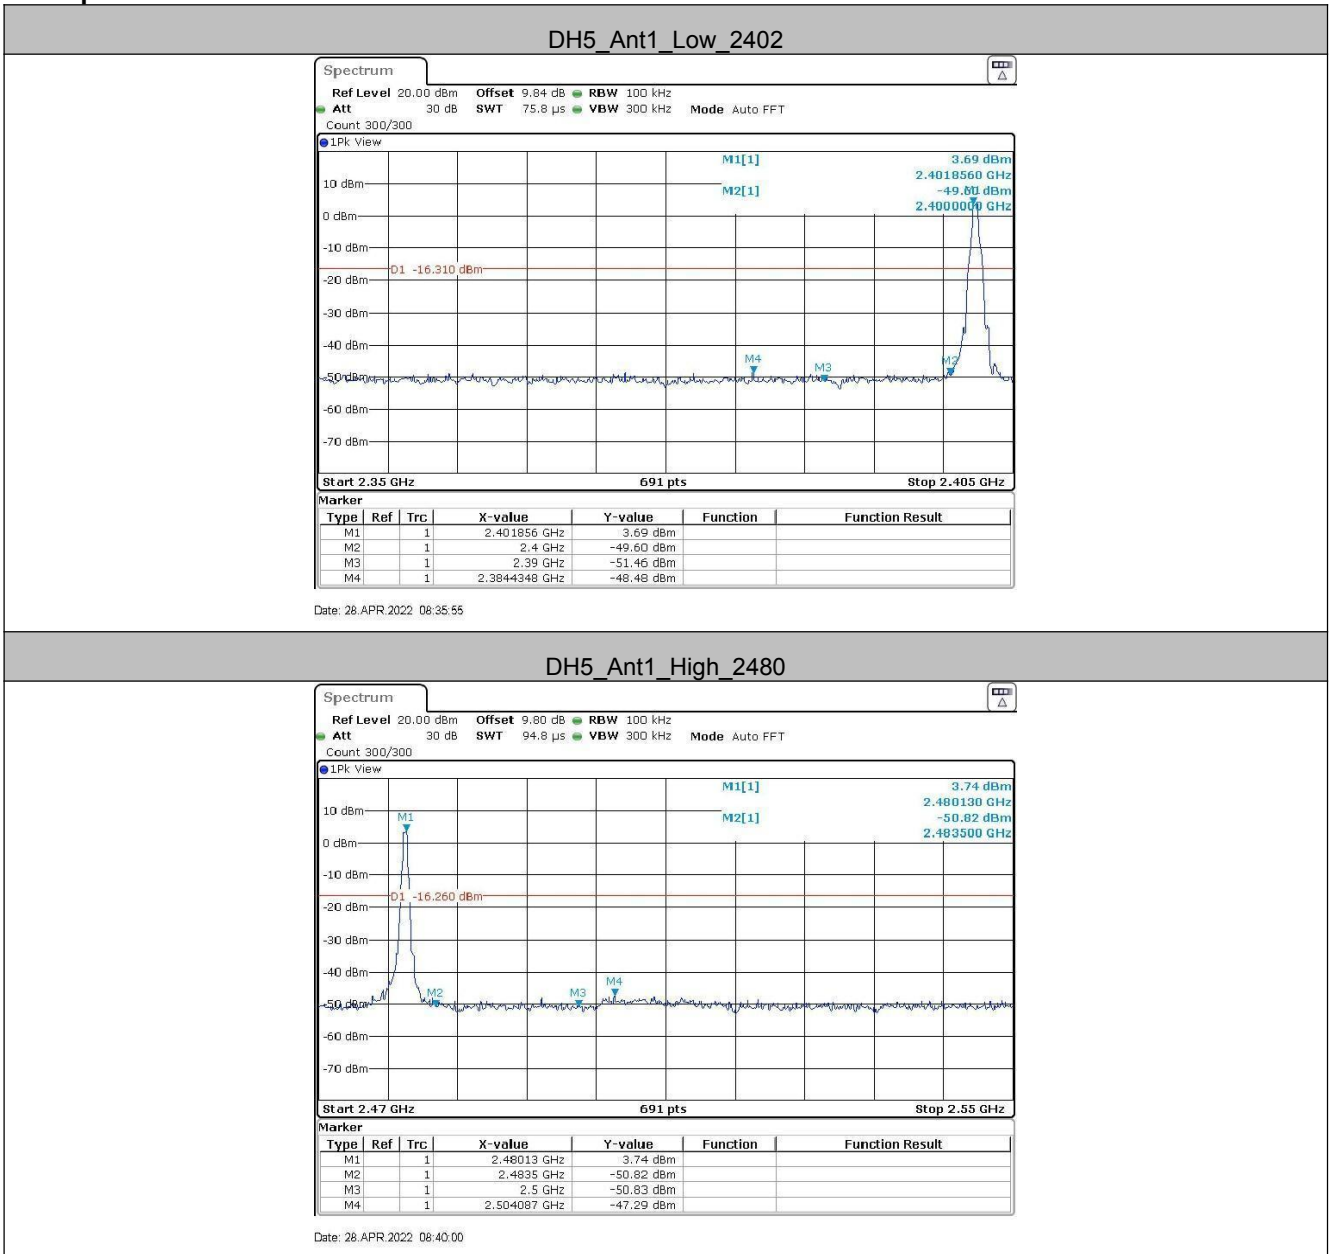 DH5_Ant1_Low_2402
Spectrum
Ref Level 20.00 dBm Offset 9.84 dB RBW 100 kHz
Att 30 dB SWT 75.8 µs VBW 300 kHz Mode Auto FFT
Count 300/300
1Pk View
M1[1] 3.69 dBm
2.4018560 GHz
10 dBm
M2[1] -49.60 dBm
M1
2.4000000 GHz
0 dBm
-10 dBm
D1 -16.310 dBm
-20 dBm
-30 dBm
-40 dBm
M4 M3 M2
-50 dBm
-60 dBm
-70 dBm
Start 2.35 GHz 691 pts Stop 2.405 GHz
Marker
Type Ref Trc X-value Y-value Function Function Result
M1 1 2.401856 GHz 3.69 dBm
M2 1 2.4 GHz -49.60 dBm
M3 1 2.39 GHz -51.46 dBm
M4 1 2.3844348 GHz -48.48 dBm
Date: 28.APR.2022 08:35:55
DH5_Ant1_High_2480
Spectrum
Ref Level 20.00 dBm Offset 9.80 dB RBW 100 kHz
Att 30 dB SWT 94.8 µs VBW 300 kHz Mode Auto FFT
Count 300/300
1Pk View
M1[1] 3.74 dBm
2.480130 GHz
10 dBm
M1
M2[1] -50.82 dBm
2.483500 GHz
0 dBm
-10 dBm
D1 -16.260 dBm
-20 dBm
-30 dBm
-40 dBm
M2 M3 M4
-50 dBm
-60 dBm
-70 dBm
Start 2.47 GHz 691 pts Stop 2.55 GHz
Marker
Type Ref Trc X-value Y-value Function Function Result
M1 1 2.48013 GHz 3.74 dBm
M2 1 2.4835 GHz -50.82 dBm
M3 1 2.5 GHz -50.83 dBm
M4 1 2.504087 GHz -47.29 dBm
Date: 28.APR.2022 08:40:00